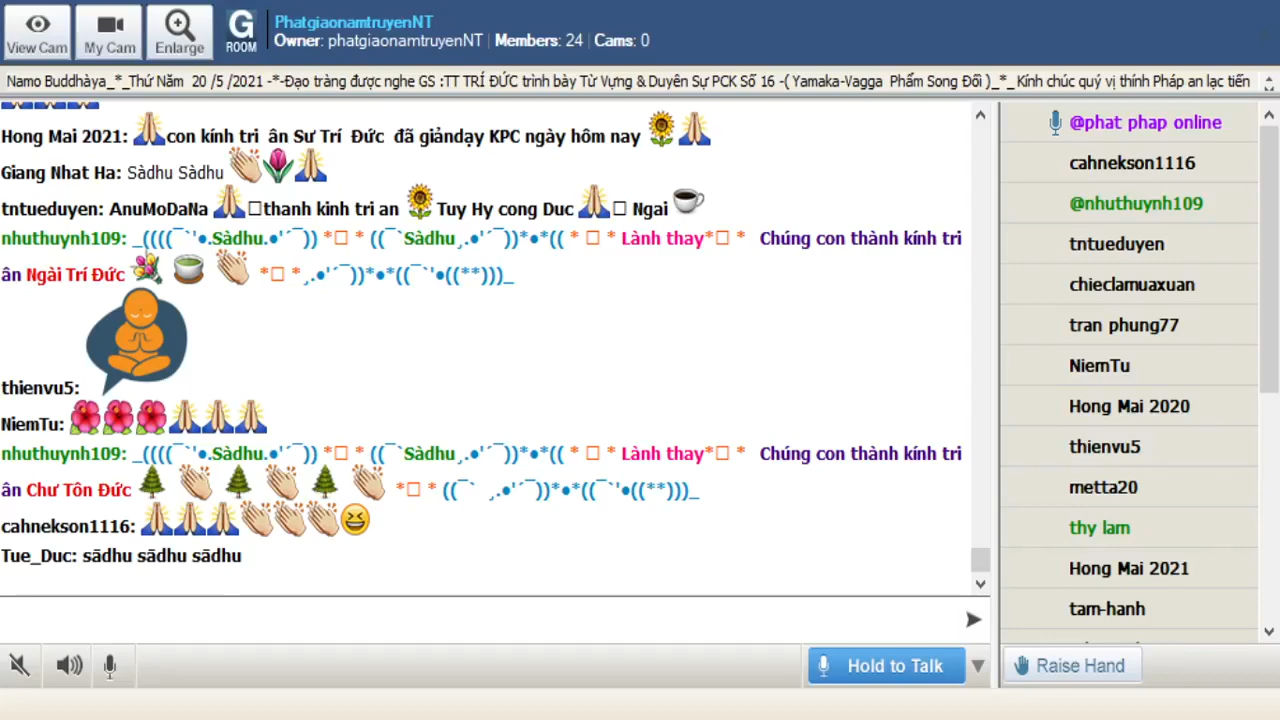 View Cam
My Cam
Enlarge
G
ROOM
PhatgiaonamtruyenNT
Owner: phatgiaonamtruyenNT | Members: 24 | Cams: 0
Namo Buddhàya_*_Thứ Năm 20 /5 /2021 -*-Đạo tràng được nghe GS :TT TRÍ ĐỨC trình bày Từ Vựng & Duyên Sự PCK Số 16 -( Yamaka-Vagga Phẩm Song Đối )_*_ Kính chúc quý vị thính Pháp an lạc tiến
Hong Mai 2021: 🙏con kính tri ân Sư Trí Đức đã giảndạy KPC ngày hôm nay 🌻🙏
Giang Nhat Ha: Sàdhu Sàdhu 👏🌷🙏
tntueduyen: AnuMoDaNa 🙏□thanh kinh tri an 🌻Tuy Hy cong Duc 🙏□ Ngai ☕
nhuthuynh109: _((((¯`'●.Sàdhu.●'´¯)) *□ * ((¯`Sàdhu¸.●'´¯))*●*(( * □ * Lành thay*□ * Chúng con thành kính tri
ân Ngài Trí Đức 💐 🍵 👏 *□ *¸.●'´¯))*●*((¯`'●((**)))_
thienvu5:
NiemTu: 🌺🌺🌺🙏🙏🙏
nhuthuynh109: _((((¯`'●.Sàdhu.●'´¯)) *□ * ((¯`Sàdhu¸.●'´¯))*●*(( * □ * Lành thay*□ * Chúng con thành kính tri
ân Chư Tôn Đức 🌲 👏 🌲 👏 🌲 👏 *□ * ((¯` ¸.●'´¯))*●*((¯`'●((**)))_
cahnekson1116: 🙏🙏🙏👏👏👏😆
Tue_Duc: sādhu sādhu sādhu
@phat phap online
cahnekson1116
@nhuthuynh109
tntueduyen
chieclamuaxuan
tran phung77
NiemTu
Hong Mai 2020
thienvu5
metta20
thy lam
Hong Mai 2021
tam-hanh
Hold to Talk
Raise Hand